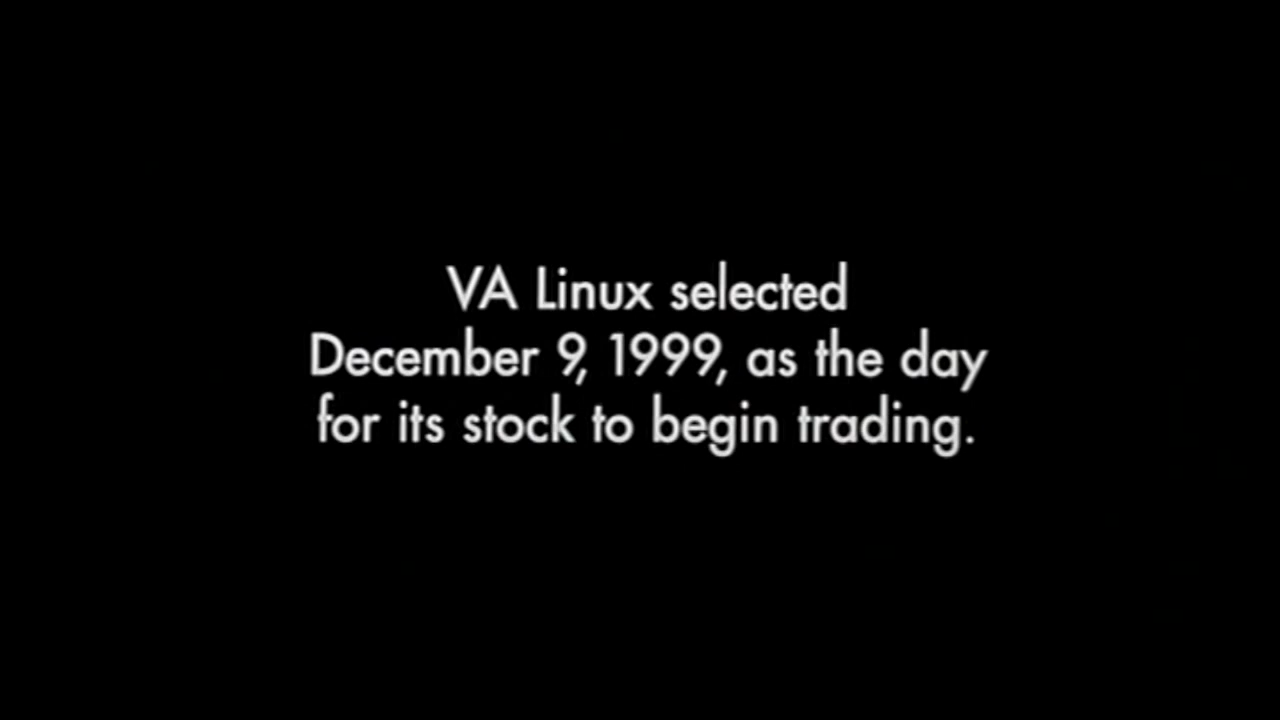 VA Linux selected
December 9, 1999, as the day
for its stock to begin trading.